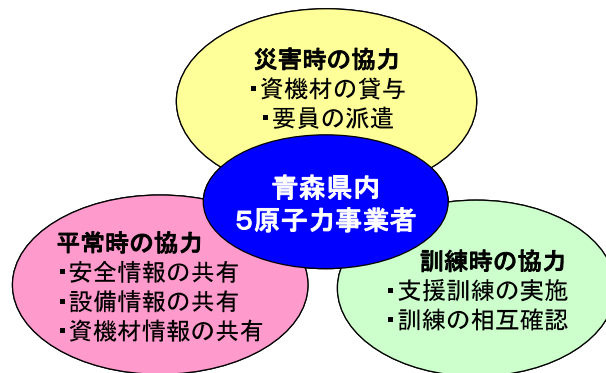 災害時の協力
・資機材の貸与
・要員の派遣
青森県内
5原子力事業者
平常時の協力
・安全情報の共有
・設備情報の共有
・資機材情報の共有
訓練時の協力
・支援訓練の実施
・訓練の相互確認